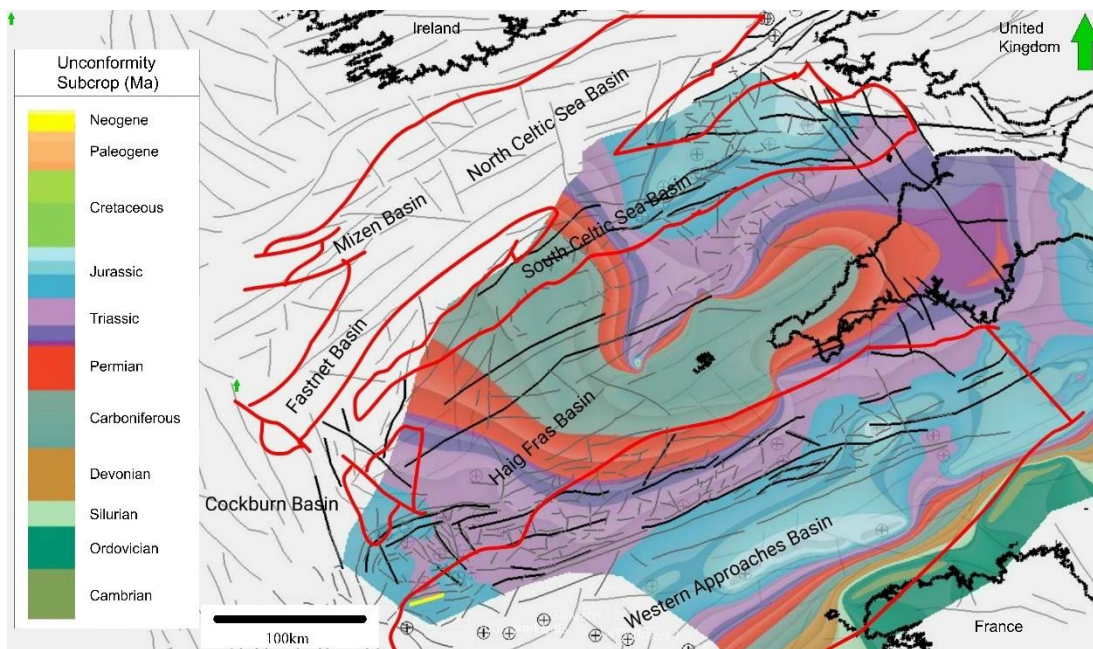 Unconformity
Subcrop (Ma)
Neogene
Paleogene
Cretaceous
Jurassic
Triassic
Permian
Carboniferous
Devonian
Silurian
Ordovician
Cambrian
Ireland
United
Kingdom
North Celtic Sea Basin
Mizen Basin
South Celtic Sea Basin
Fastnet Basin
Haig Fras Basin
Cockburn Basin
Western Approaches Basin
France
100km